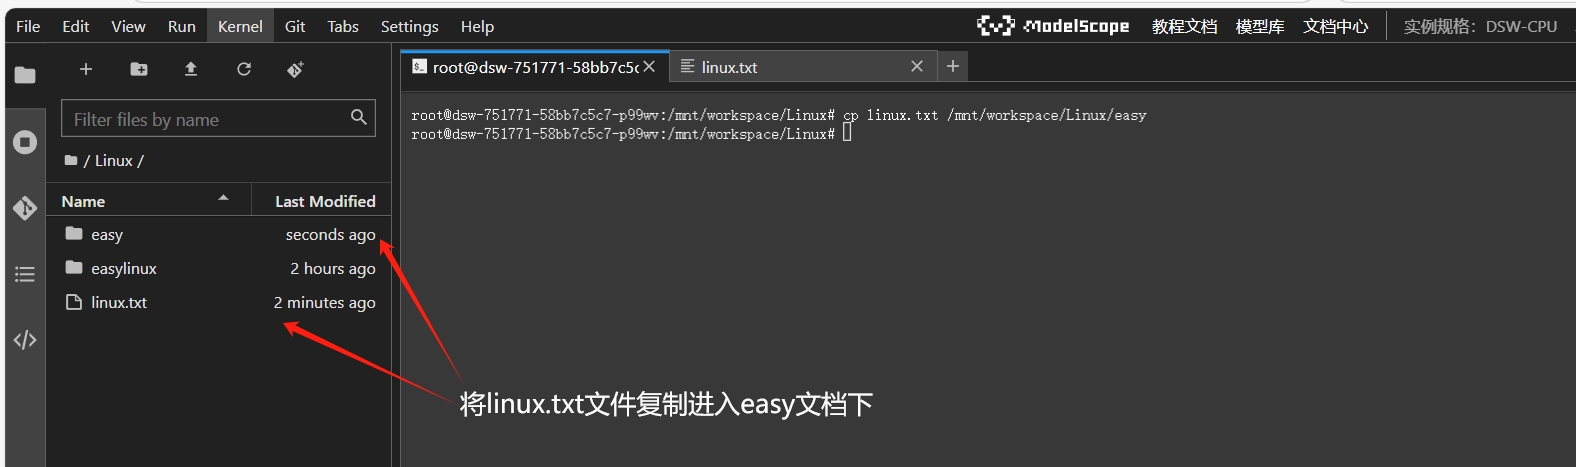 File Edit View Run Kernel Git Tabs Settings Help ModelScope 教程文档 模型库 文档中心 实例规格：DSW-CPU
root@dsw-751771-58bb7c5c linux.txt
Filter files by name
/ Linux /
Name Last Modified
easy seconds ago
easylinux 2 hours ago
linux.txt 2 minutes ago
root@dsw-751771-58bb7c5c7-p99wv:/mnt/workspace/Linux# cp linux.txt /mnt/workspace/Linux/easy
root@dsw-751771-58bb7c5c7-p99wv:/mnt/workspace/Linux#
将linux.txt文件复制进入easy文档下